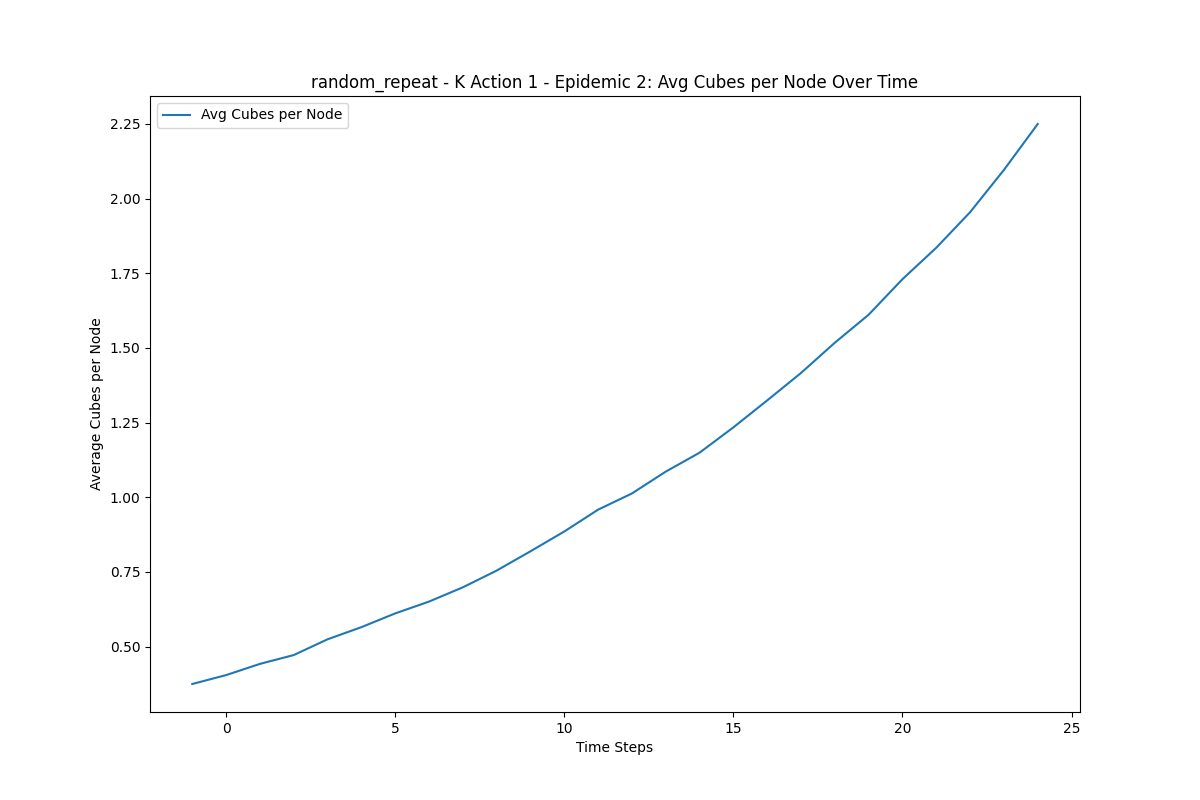 random_repeat - K Action 1 - Epidemic 2: Avg Cubes per Node Over Time
Avg Cubes per Node
2.25
2.00
1.75
1.50
1.25
1.00
0.75
0.50
Average Cubes per Node
0 5 10 15 20 25
Time Steps